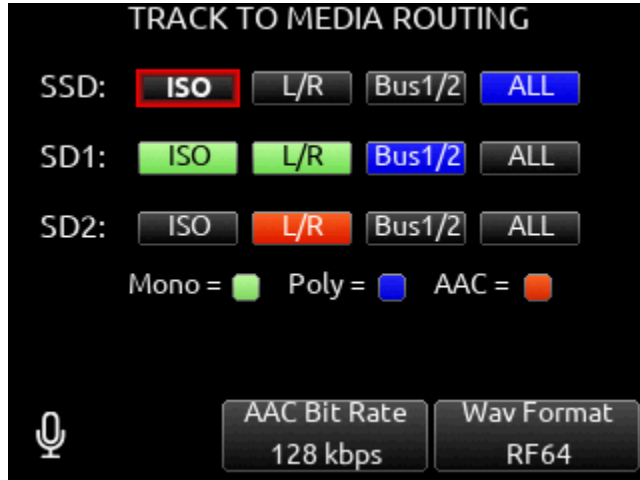 TRACK TO MEDIA ROUTING
SSD: ISO L/R Bus1/2 ALL
SD1: ISO L/R Bus1/2 ALL
SD2: ISO L/R Bus1/2 ALL
Mono = Poly = AAC =
AAC Bit Rate Wav Format
128 kbps RF64